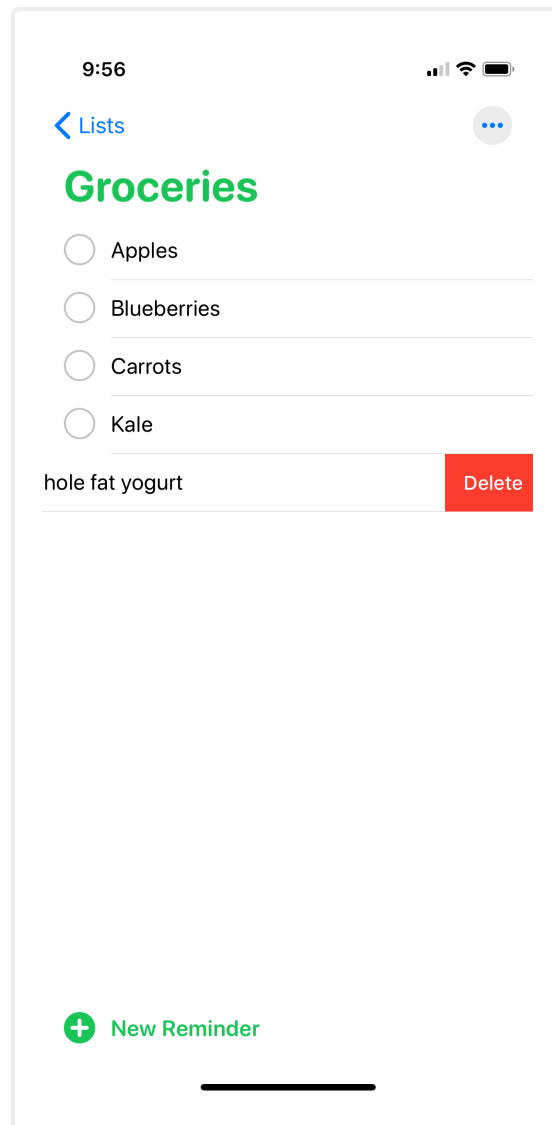 9:56
Lists
Groceries
Apples
Blueberries
Carrots
Kale
hole fat yogurt Delete
New Reminder